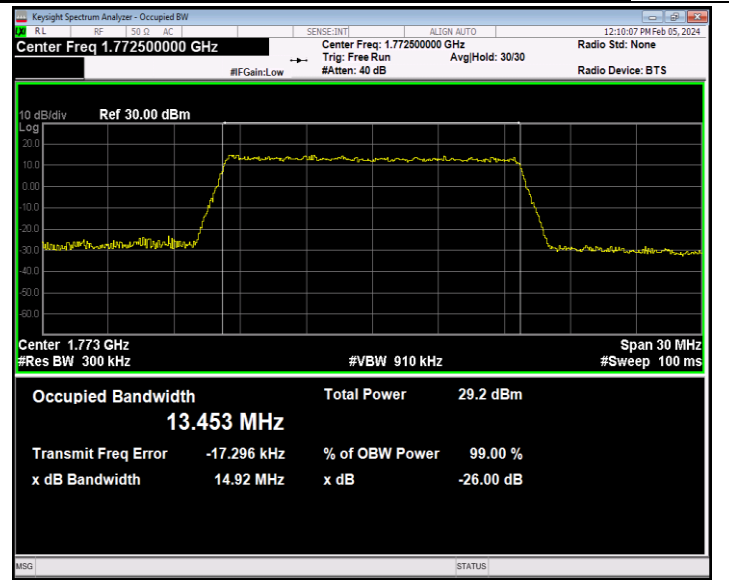 Keysight Spectrum Analyzer - Occupied BW
LXI RL RF 50 Ω AC SENSE:INT ALIGN AUTO 12:10:07 PM Feb 05, 2024
Center Freq 1.772500000 GHz Center Freq: 1.772500000 GHz Radio Std: None
Trig: Free Run Avg|Hold: 30/30
#IFGain:Low #Atten: 40 dB Radio Device: BTS
10 dB/div Ref 30.00 dBm
Log
20.0
10.0
0.00
-10.0
-20.0
-30.0
-40.0
-50.0
-60.0
Center 1.773 GHz Span 30 MHz
#Res BW 300 kHz #VBW 910 kHz #Sweep 100 ms
Occupied Bandwidth Total Power 29.2 dBm
13.453 MHz
Transmit Freq Error -17.296 kHz % of OBW Power 99.00 %
x dB Bandwidth 14.92 MHz x dB -26.00 dB
MSG STATUS